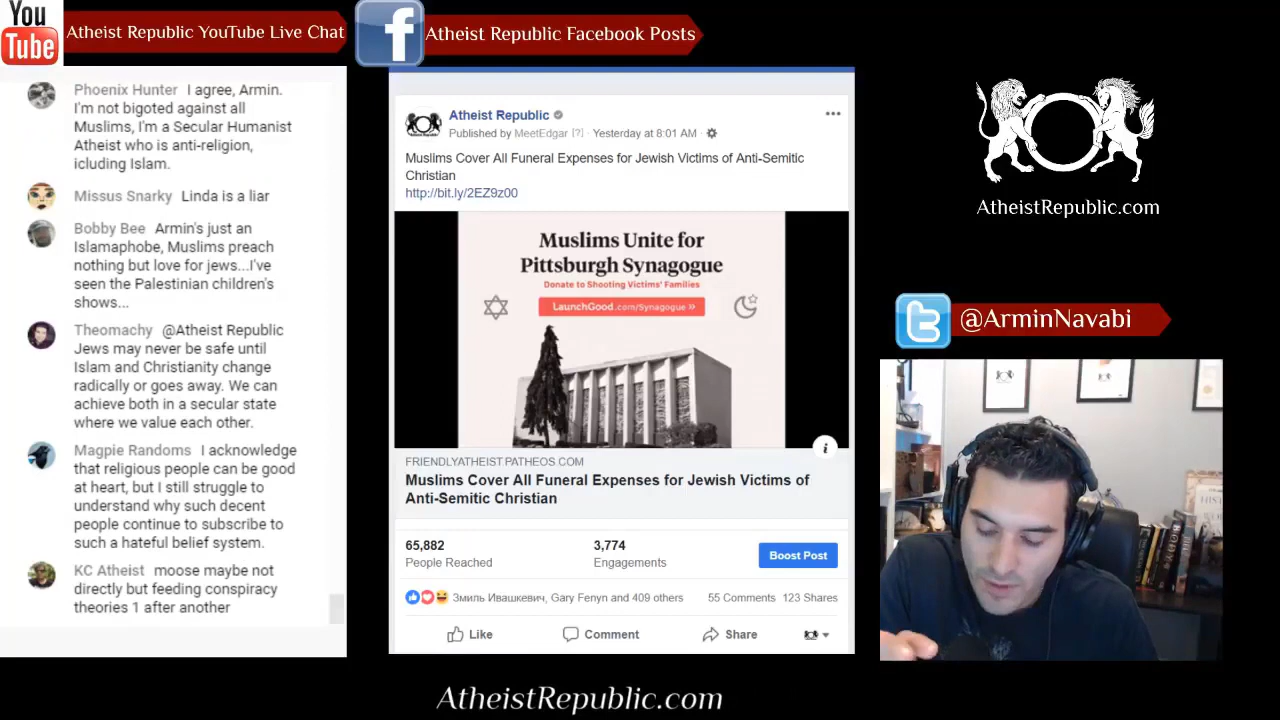 You
Tube
Atheist Republic YouTube Live Chat
Atheist Republic Facebook Posts
Phoenix Hunter I agree, Armin.
I'm not bigoted against all
Muslims, I'm a Secular Humanist
Atheist who is anti-religion,
icluding Islam.
Missus Snarky Linda is a liar
Bobby Bee Armin's just an
Islamaphobe, Muslims preach
nothing but love for jews...I've
seen the Palestinian children's
shows...
Theomachy @Atheist Republic
Jews may never be safe until
Islam and Christianity change
radically or goes away. We can
achieve both in a secular state
where we value each other.
Magpie Randoms I acknowledge
that religious people can be good
at heart, but I still struggle to
understand why such decent
people continue to subscribe to
such a hateful belief system.
KC Atheist moose maybe not
directly but feeding conspiracy
theories 1 after another
Atheist Republic
Published by MeetEdgar [?] · Yesterday at 8:01 AM ·
Muslims Cover All Funeral Expenses for Jewish Victims of Anti-Semitic
Christian
http://bit.ly/2EZ9z00
Muslims Unite for
Pittsburgh Synagogue
Donate to Shooting Victims' Families
LaunchGood.com/Synagogue »
FRIENDLYATHEIST.PATHEOS.COM
Muslims Cover All Funeral Expenses for Jewish Victims of
Anti-Semitic Christian
65,882
People Reached
3,774
Engagements
Boost Post
Змиль Ивашкевич, Gary Fenyn and 409 others
55 Comments 123 Shares
Like
Comment
Share
AtheistRepublic.com
@ArminNavabi
AtheistRepublic.com